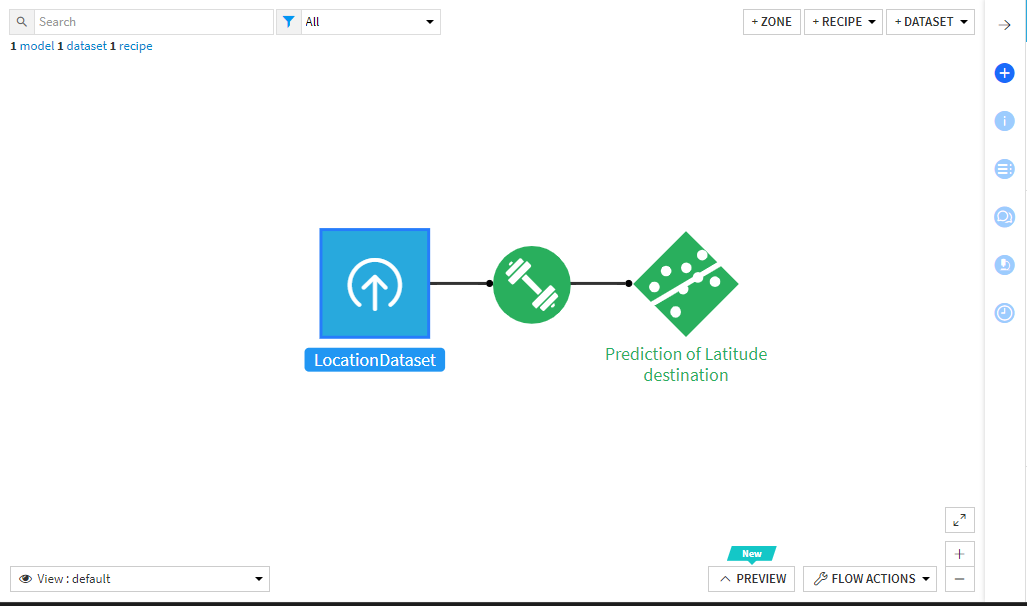 Search
All
+ ZONE
+ RECIPE
+ DATASET
1 model 1 dataset 1 recipe
LocationDataset
Prediction of Latitude
destination
New
View : default
PREVIEW
FLOW ACTIONS